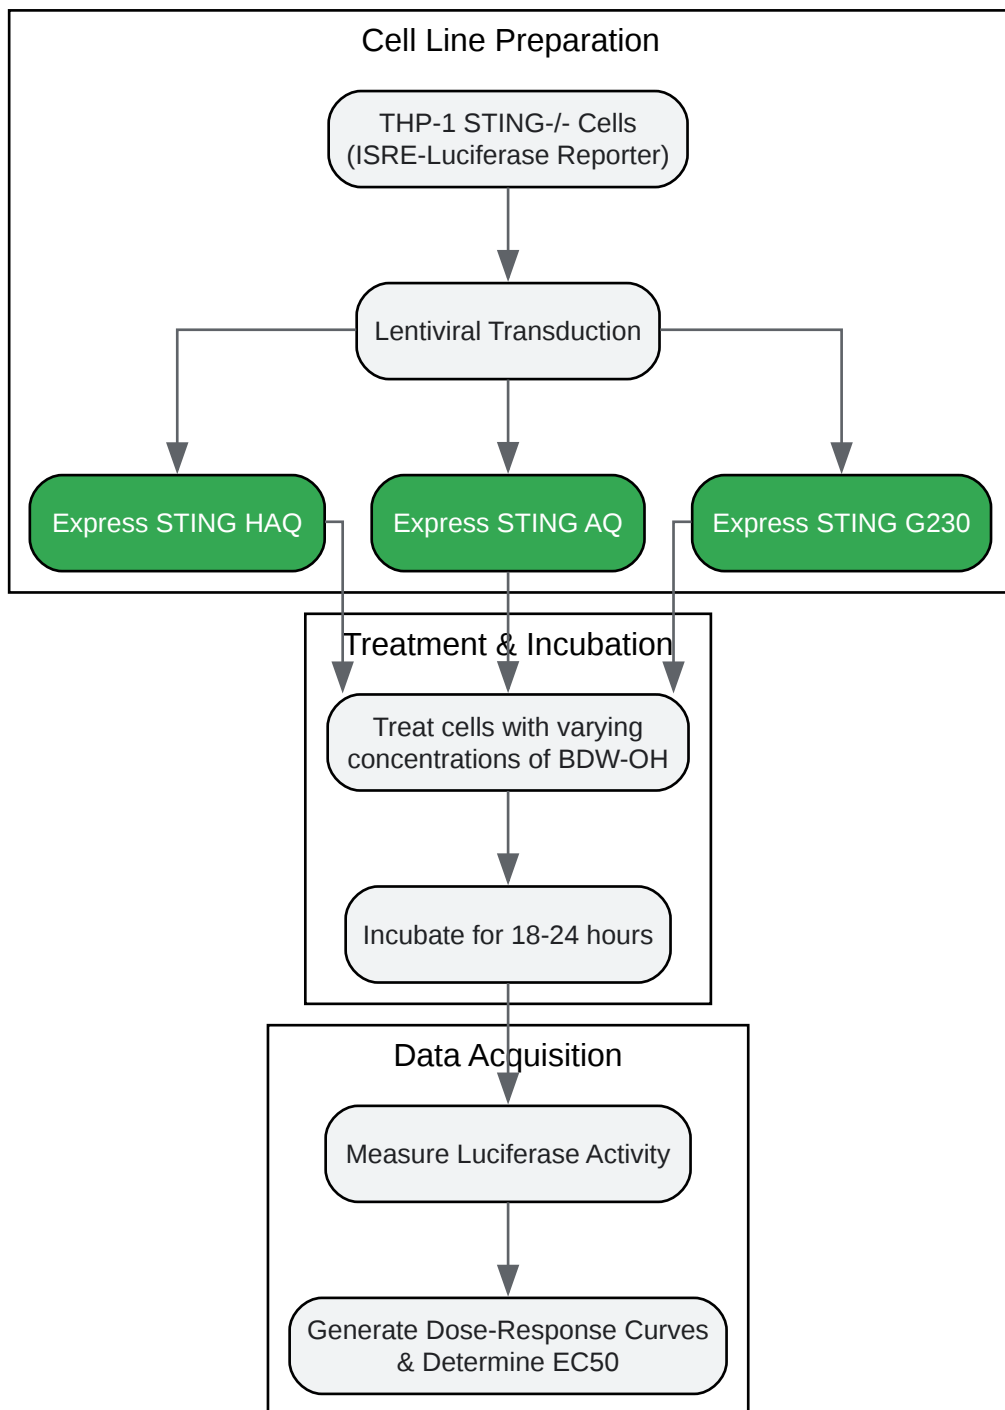 Cell Line Preparation
THP-1 STING-/- Cells
(ISRE-Luciferase Reporter)
Lentiviral Transduction
Express STING HAQ
Express STING AQ
Express STING G230
Treatment & Incubation
Treat cells with varying
concentrations of BDW-OH
Incubate for 18-24 hours
Data Acquisition
Measure Luciferase Activity
Generate Dose-Response Curves
& Determine EC50